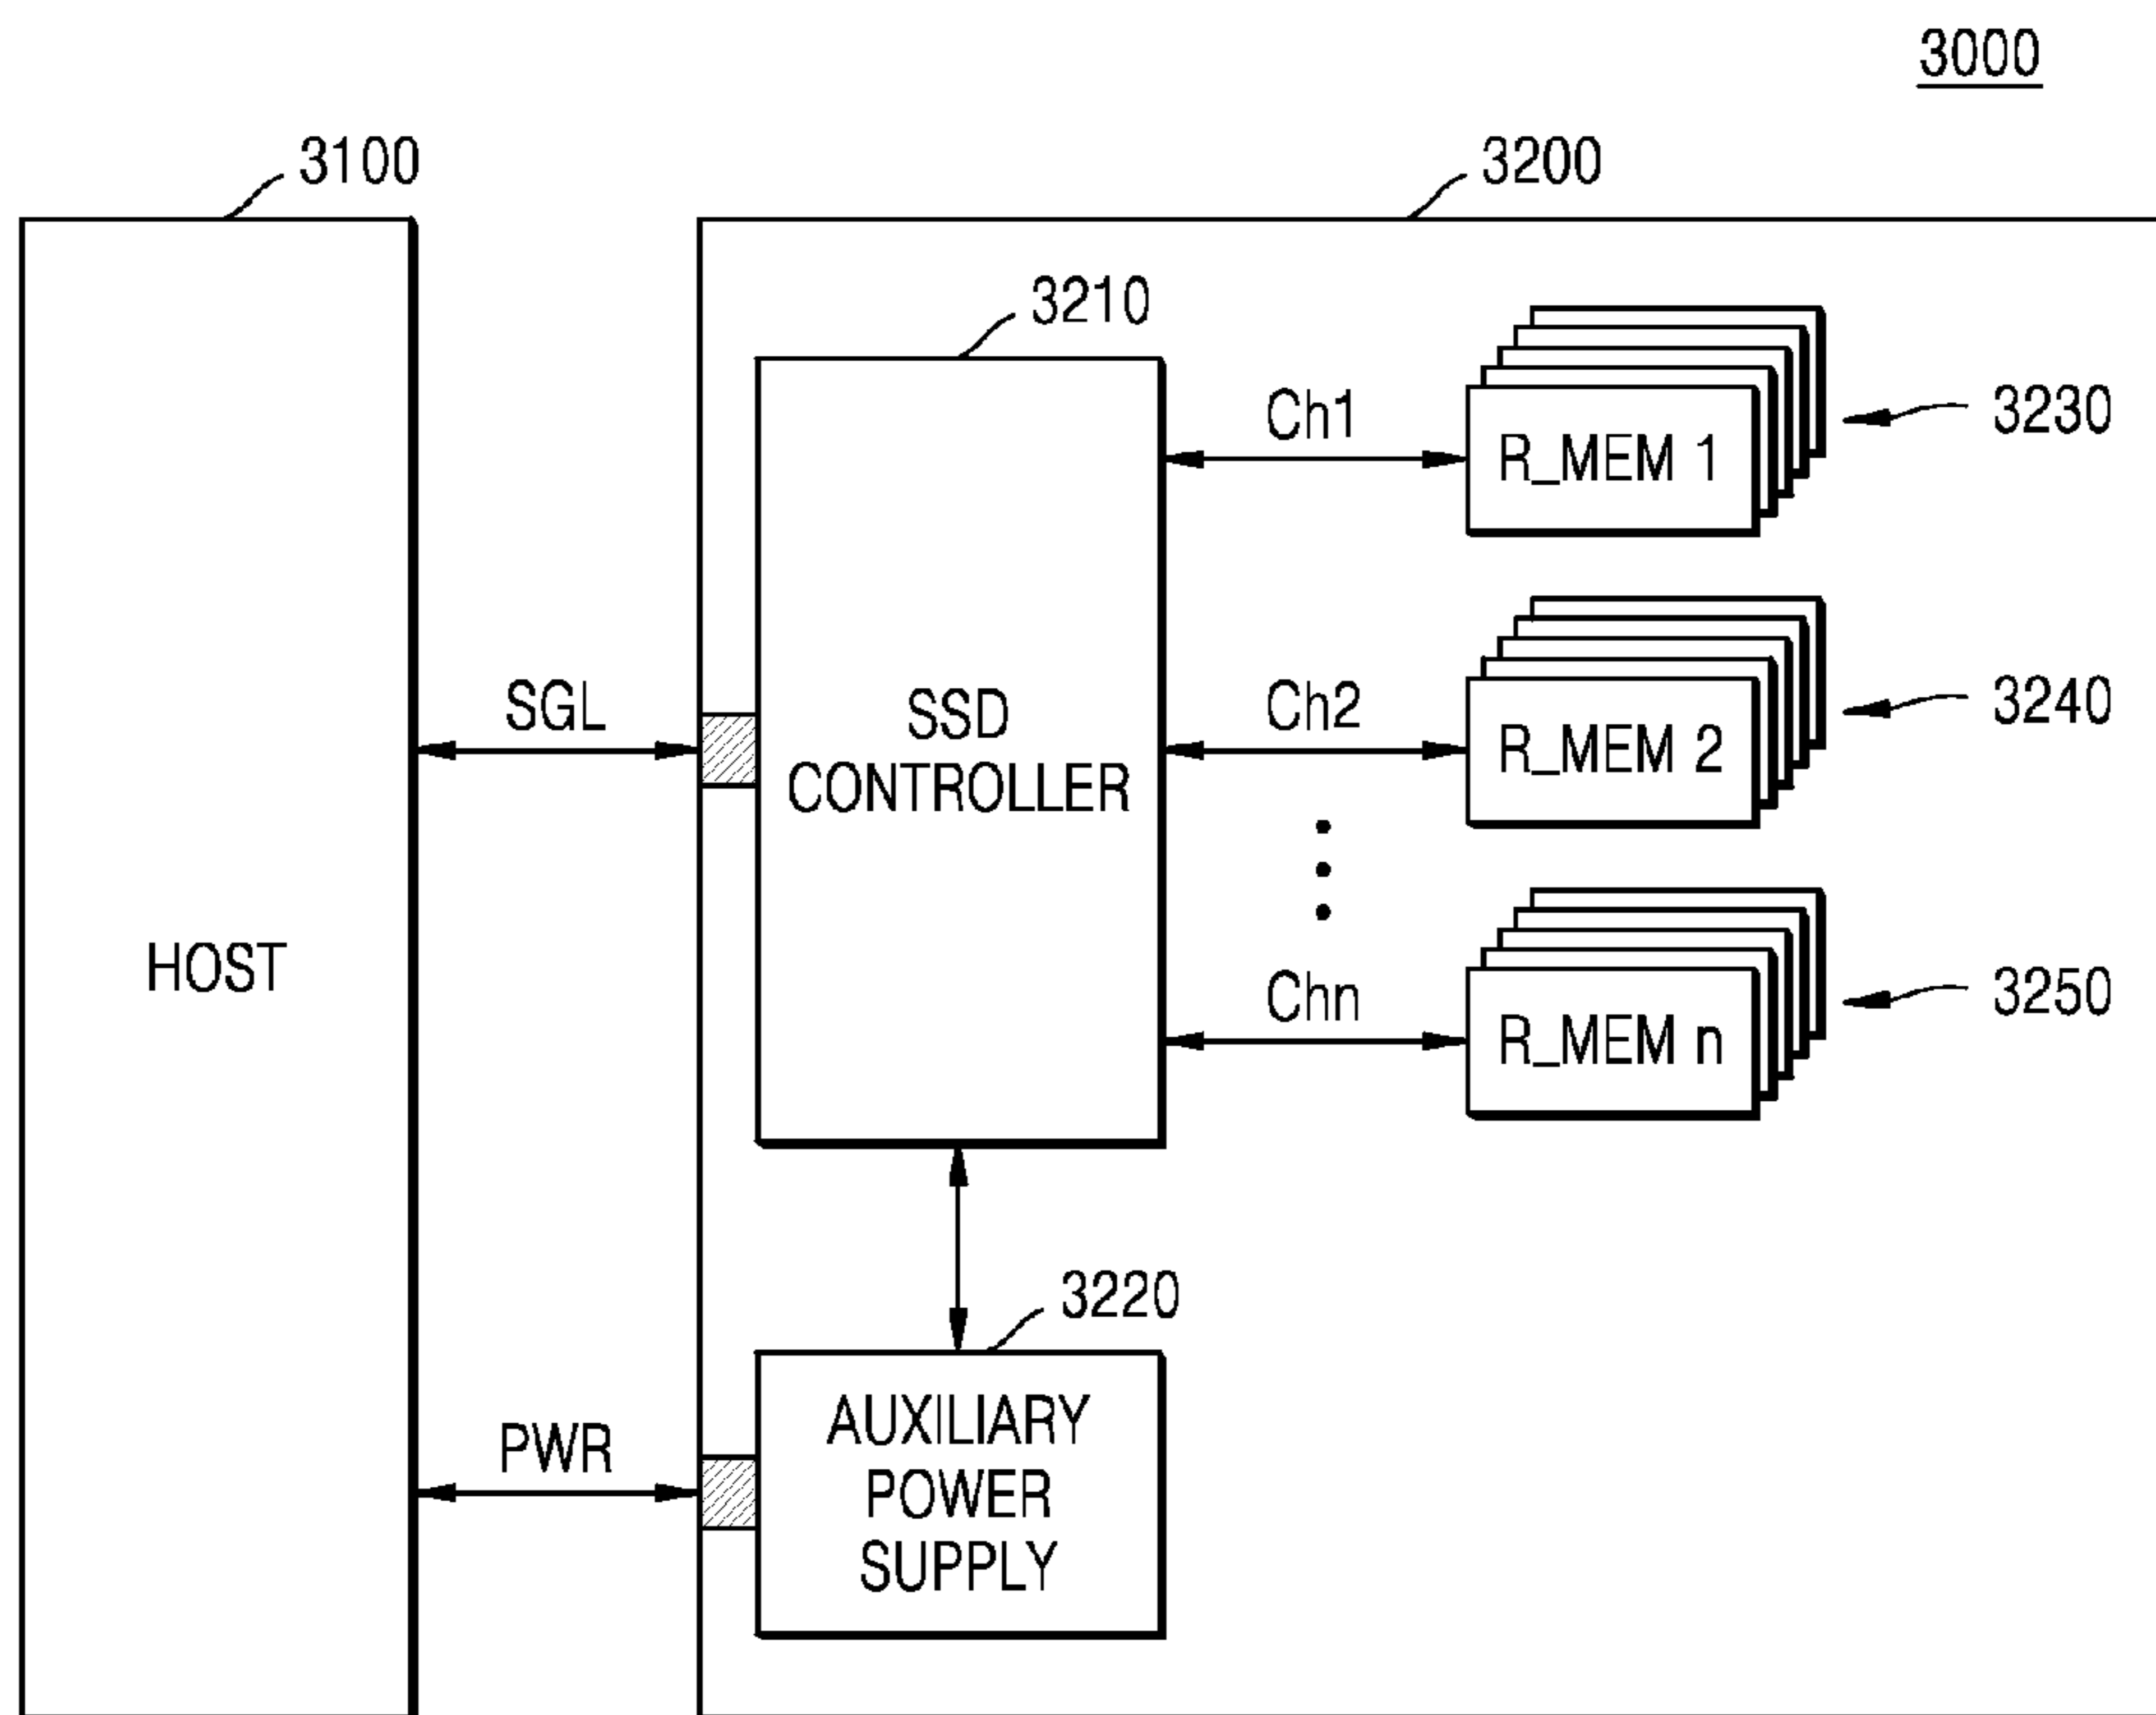 3000
3100
3200
3210
Ch1
R_MEM 1
3230
SGL
SSD
CONTROLLER
Ch2
R_MEM 2
3240
HOST
Chn
R_MEM n
3250
3220
PWR
AUXILIARY
POWER
SUPPLY